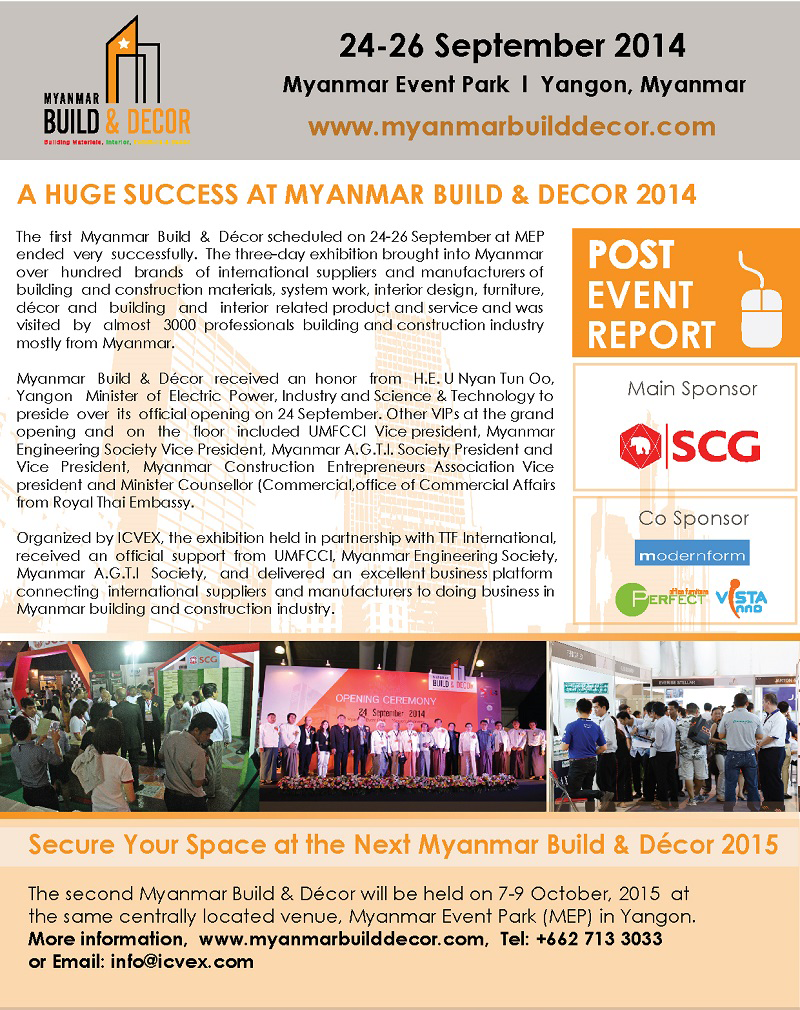 MYANMAR
BUILD & DECOR
Building Materials, Interior,
24-26 September 2014
Myanmar Event Park I Yangon, Myanmar
www.myanmarbuilddecor.com
A HUGE SUCCESS AT MYANMAR BUILD & DECOR 2014
The first Myanmar Build & Décor scheduled on 24-26 September at MEP
ended very successfully. The three-day exhibition brought into Myanmar
over hundred brands of international suppliers and manufacturers of
building and construction materials, system work, interior design, furniture,
décor and building and interior related product and service and was
visited by almost 3000 professionals building and construction industry
mostly from Myanmar.
Myanmar Build & Décor received an honor from H.E. U Nyan Tun Oo,
Yangon Minister of Electric Power, Industry and Science & Technology to
preside over its official opening on 24 September. Other VIPs at the grand
opening and on the floor included UMFCCI Vice president, Myanmar
Engineering Society Vice President, Myanmar A.G.T.I. Society President and
Vice President, Myanmar Construction Entrepreneurs Association Vice
president and Minister Counsellor (Commercial,office of Commercial Affairs
from Royal Thai Embassy.
Organized by ICVEX, the exhibition held in partnership with TTF International,
received an official support from UMFCCI, Myanmar Engineering Society,
Myanmar A.G.T.I Society, and delivered an excellent business platform
connecting international suppliers and manufacturers to doing business in
Myanmar building and construction industry.
POST
EVENT
REPORT
Main Sponsor
SCG
Co Sponsor
modernform
PERFECT
VISTA
INNO
SCG
MYANMAR
BUILD & DECOR
OPENING CEREMONY
24 September 2014
Secure Your Space at the Next Myanmar Build & Décor 2015
The second Myanmar Build & Décor will be held on 7-9 October, 2015 at
the same centrally located venue, Myanmar Event Park (MEP) in Yangon.
More information, www.myanmarbuilddecor.com, Tel: +662 713 3033
or Email: info@icvex.com